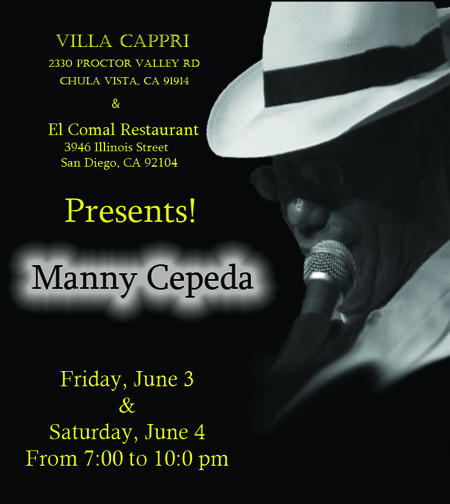 VILLA CAPPRI
2330 PROCTOR VALLEY RD
CHULA VISTA, CA 91914
&
El Comal Restaurant
3946 Illinois Street
San Diego, CA 92104
Presents!
Manny Cepeda
Friday, June 3
&
Saturday, June 4
From 7:00 to 10:0 pm